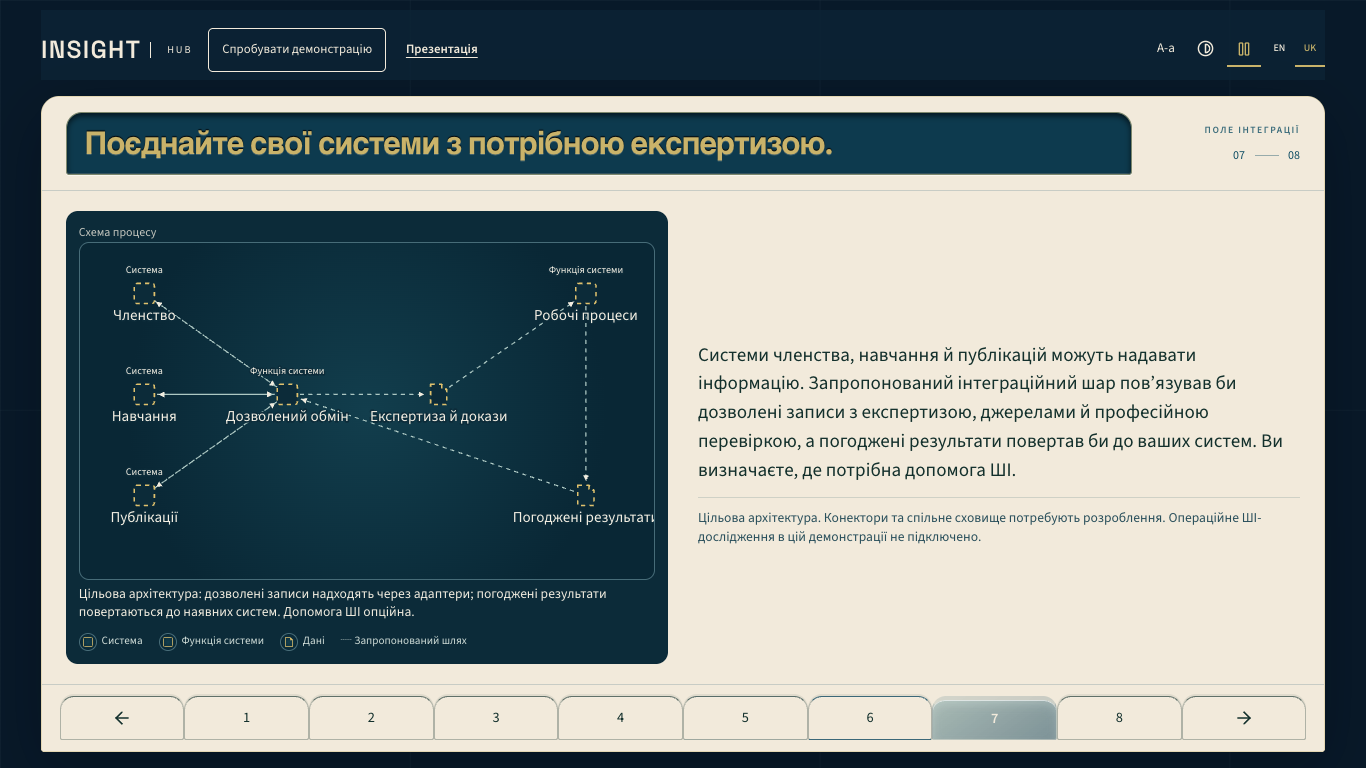 INSIGHT | HUB Спробувати демонстрацію Презентація A-a EN UK
Поєднайте свої системи з потрібною експертизою.
ПОЛЕ ІНТЕГРАЦІЇ
07 08
Схема процесу
Система
Членство
Функція системи
Робочі процеси
Система
Навчання
Функція системи
Дозволений обмін
Експертиза й докази
Система
Публікації
Погоджені результати
Цільова архітектура: дозволені записи надходять через адаптери; погоджені результати
повертаються до наявних систем. Допомога ШІ опційна.
Система Функція системи Дані Запропонований шлях
Системи членства, навчання й публікацій можуть надавати
інформацію. Запропонований інтеграційний шар пов’язував би
дозволені записи з експертизою, джерелами й професійною
перевіркою, а погоджені результати повертав би до ваших систем. Ви
визначаєте, де потрібна допомога ШІ.
Цільова архітектура. Конектори та спільне сховище потребують розроблення. Операційне ШІ-
дослідження в цій демонстрації не підключено.
1 2 3 4 5 6 7 8